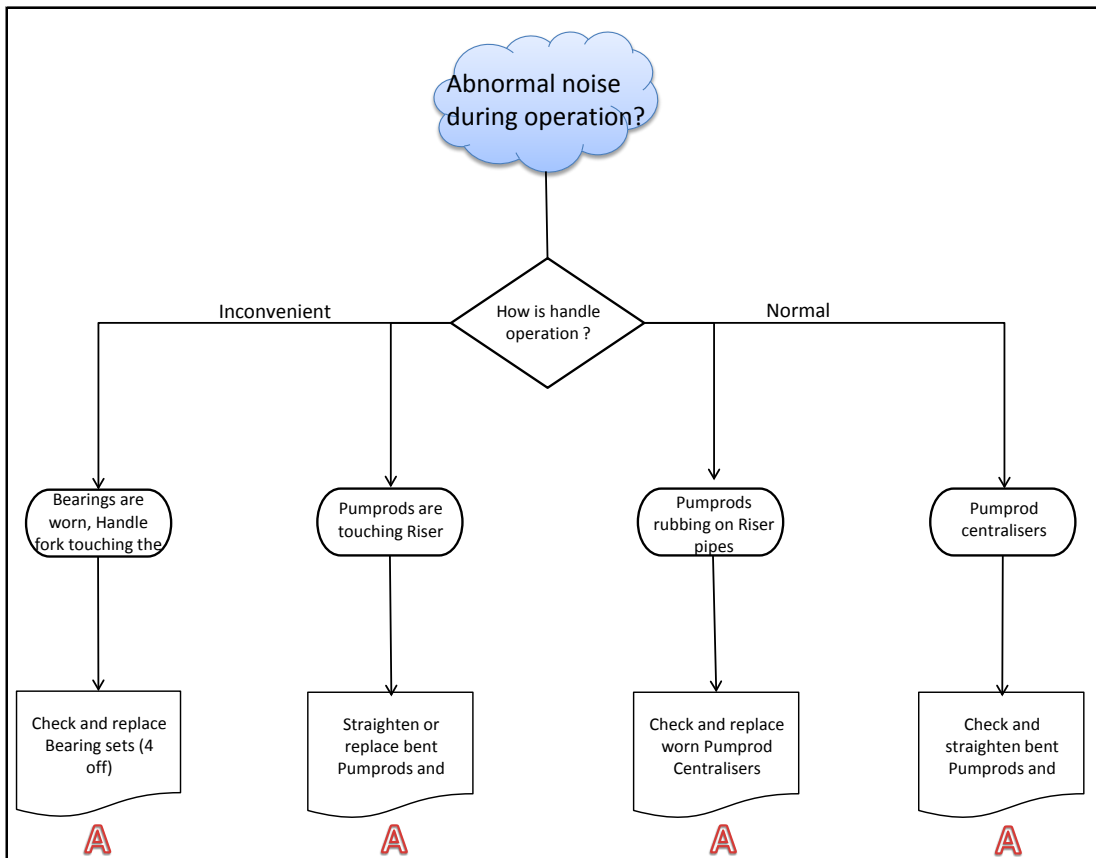 Abnormal noise
during operation?
How is handle
operation ?
Inconvenient
Normal
Bearings are
worn, Handle
fork touching the
Pumprods are
touching Riser
Pumprods
rubbing on Riser
pipes
Pumprod
centralisers
Check and replace
Bearing sets (4
off)
Straighten or
replace bent
Pumprods and
Check and replace
worn Pumprod
Centralisers
Check and
straighten bent
Pumprods and
A
A
A
A